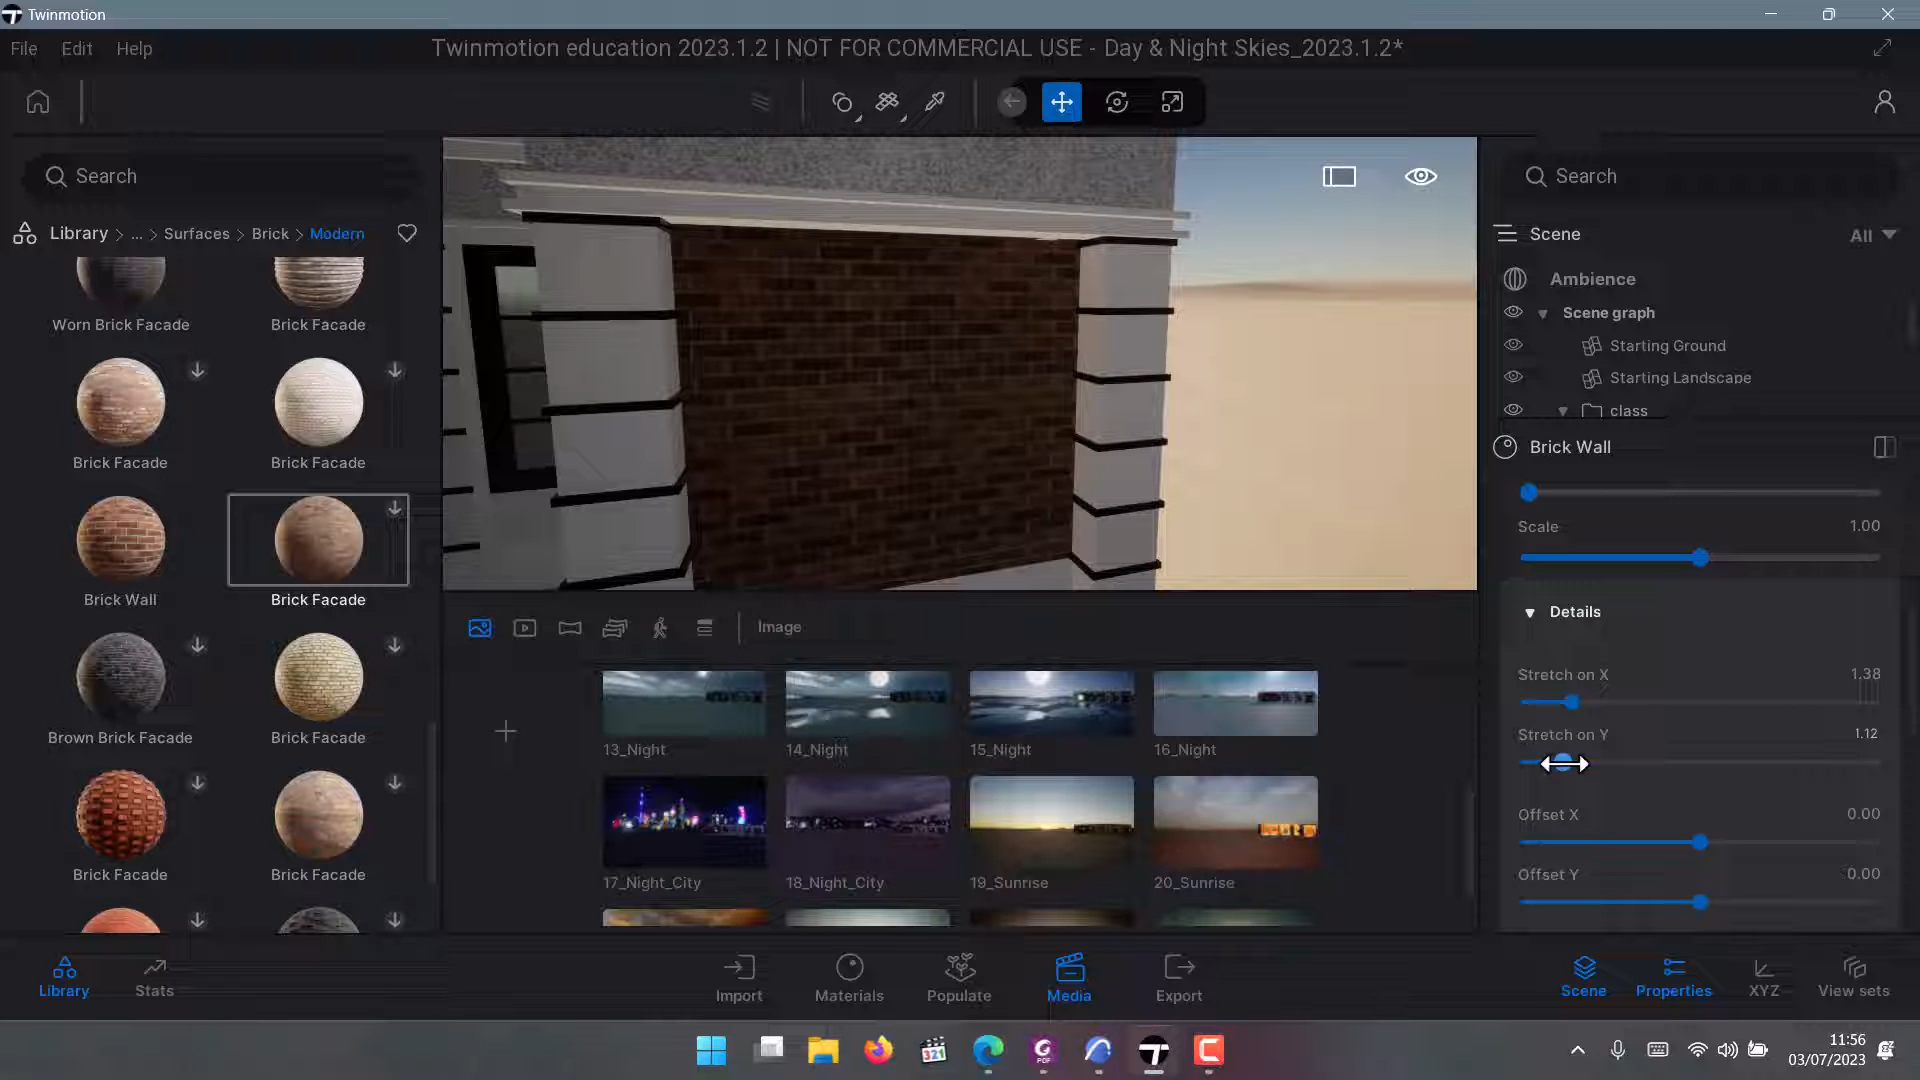 Twinmotion
File Edit Help
Twinmotion education 2023.1.2 | NOT FOR COMMERCIAL USE - Day & Night Skies_2023.1.2*
Search
Library > ... > Surfaces > Brick > Modern
Worn Brick Facade
Brick Facade
Brick Facade
Brick Facade
Brick Wall
Brick Facade
Brown Brick Facade
Brick Facade
Brick Facade
Brick Facade
Image
13_Night
14_Night
15_Night
16_Night
17_Night_City
18_Night_City
19_Sunrise
20_Sunrise
Search
Scene
All
Ambience
Scene graph
Starting Ground
Starting Landscape
class
Brick Wall
Scale 1.00
Details
Stretch on X 1.38
Stretch on Y 1.12
Offset X 0.00
Offset Y 0.00
Library
Stats
Import
Materials
Populate
Media
Export
Scene
Properties
XYZ
View sets
321
PDF
11:56
03/07/2023